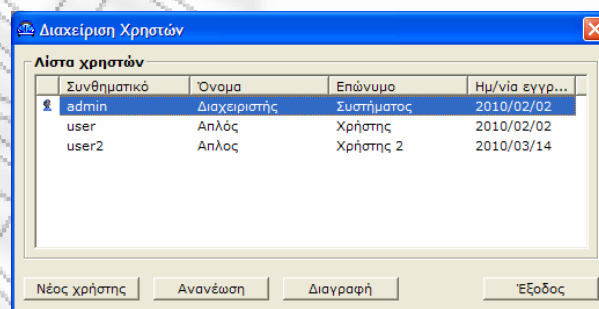 Διαχείριση Χρηστών
Λίστα χρηστών
Συνθηματικό Όνομα Επώνυμο Ημ/νία εγγρ...
admin Διαχειριστής Συστήματος 2010/02/02
user Απλός Χρήστης 2010/02/02
user2 Απλος Χρήστης 2 2010/03/14
Νέος χρήστης Ανανέωση Διαγραφή Έξοδος